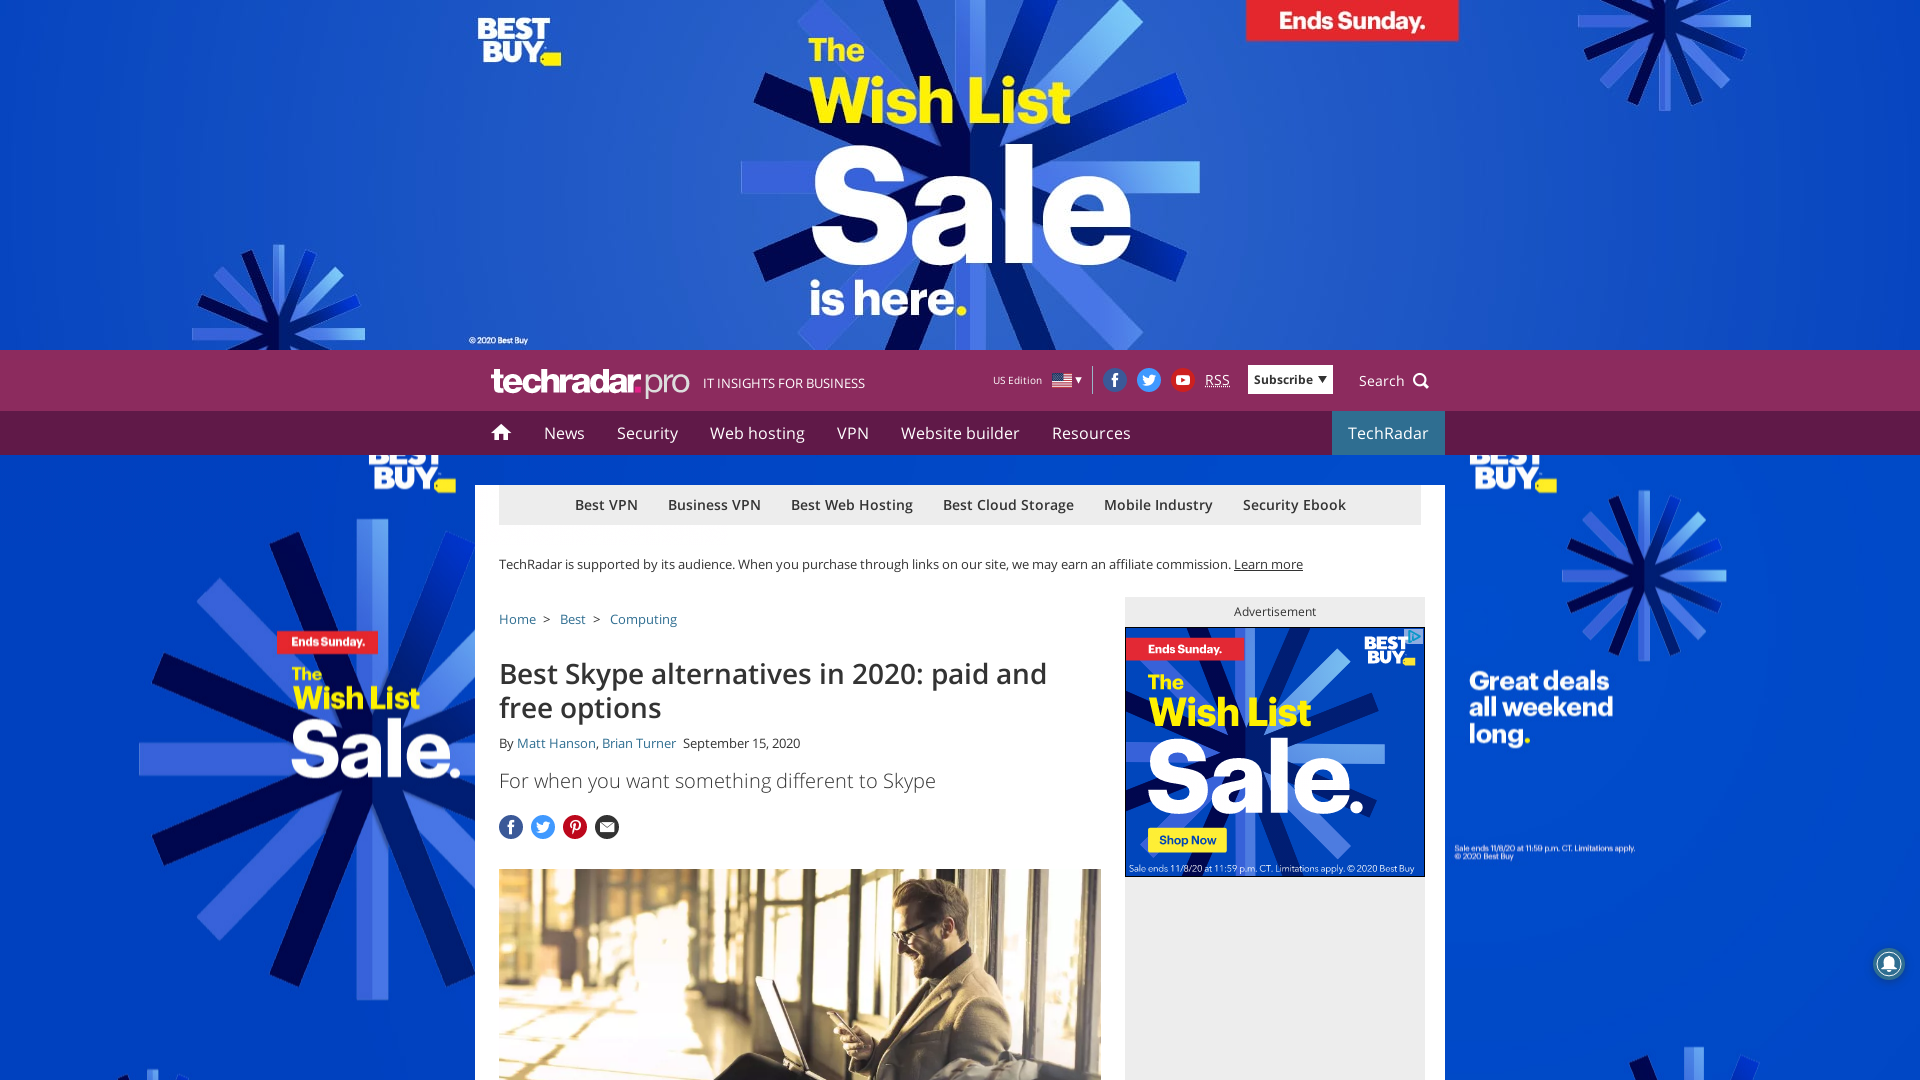 BEST
BUY
Ends Sunday.
The
Wish List
Sale
is here.
© 2020 Best Buy
techradar.pro IT INSIGHTS FOR BUSINESS
US Edition ▼ RSS Subscribe ▼ Search
News Security Web hosting VPN Website builder Resources TechRadar
BEST
BUY
BEST
BUY
Best VPN Business VPN Best Web Hosting Best Cloud Storage Mobile Industry Security Ebook
TechRadar is supported by its audience. When you purchase through links on our site, we may earn an affiliate commission. Learn more
Home > Best > Computing
Best Skype alternatives in 2020: paid and
free options
By Matt Hanson, Brian Turner September 15, 2020
For when you want something different to Skype
Advertisement
Ends Sunday.
BEST
BUY
The
Wish List
Sale.
Shop Now
Sale ends 11/8/20 at 11:59 p.m. CT. Limitations apply. © 2020 Best Buy
Ends Sunday.
The
Wish List
Sale.
Great deals
all weekend
long.
Sale ends 11/8/20 at 11:59 p.m. CT. Limitations apply.
© 2020 Best Buy